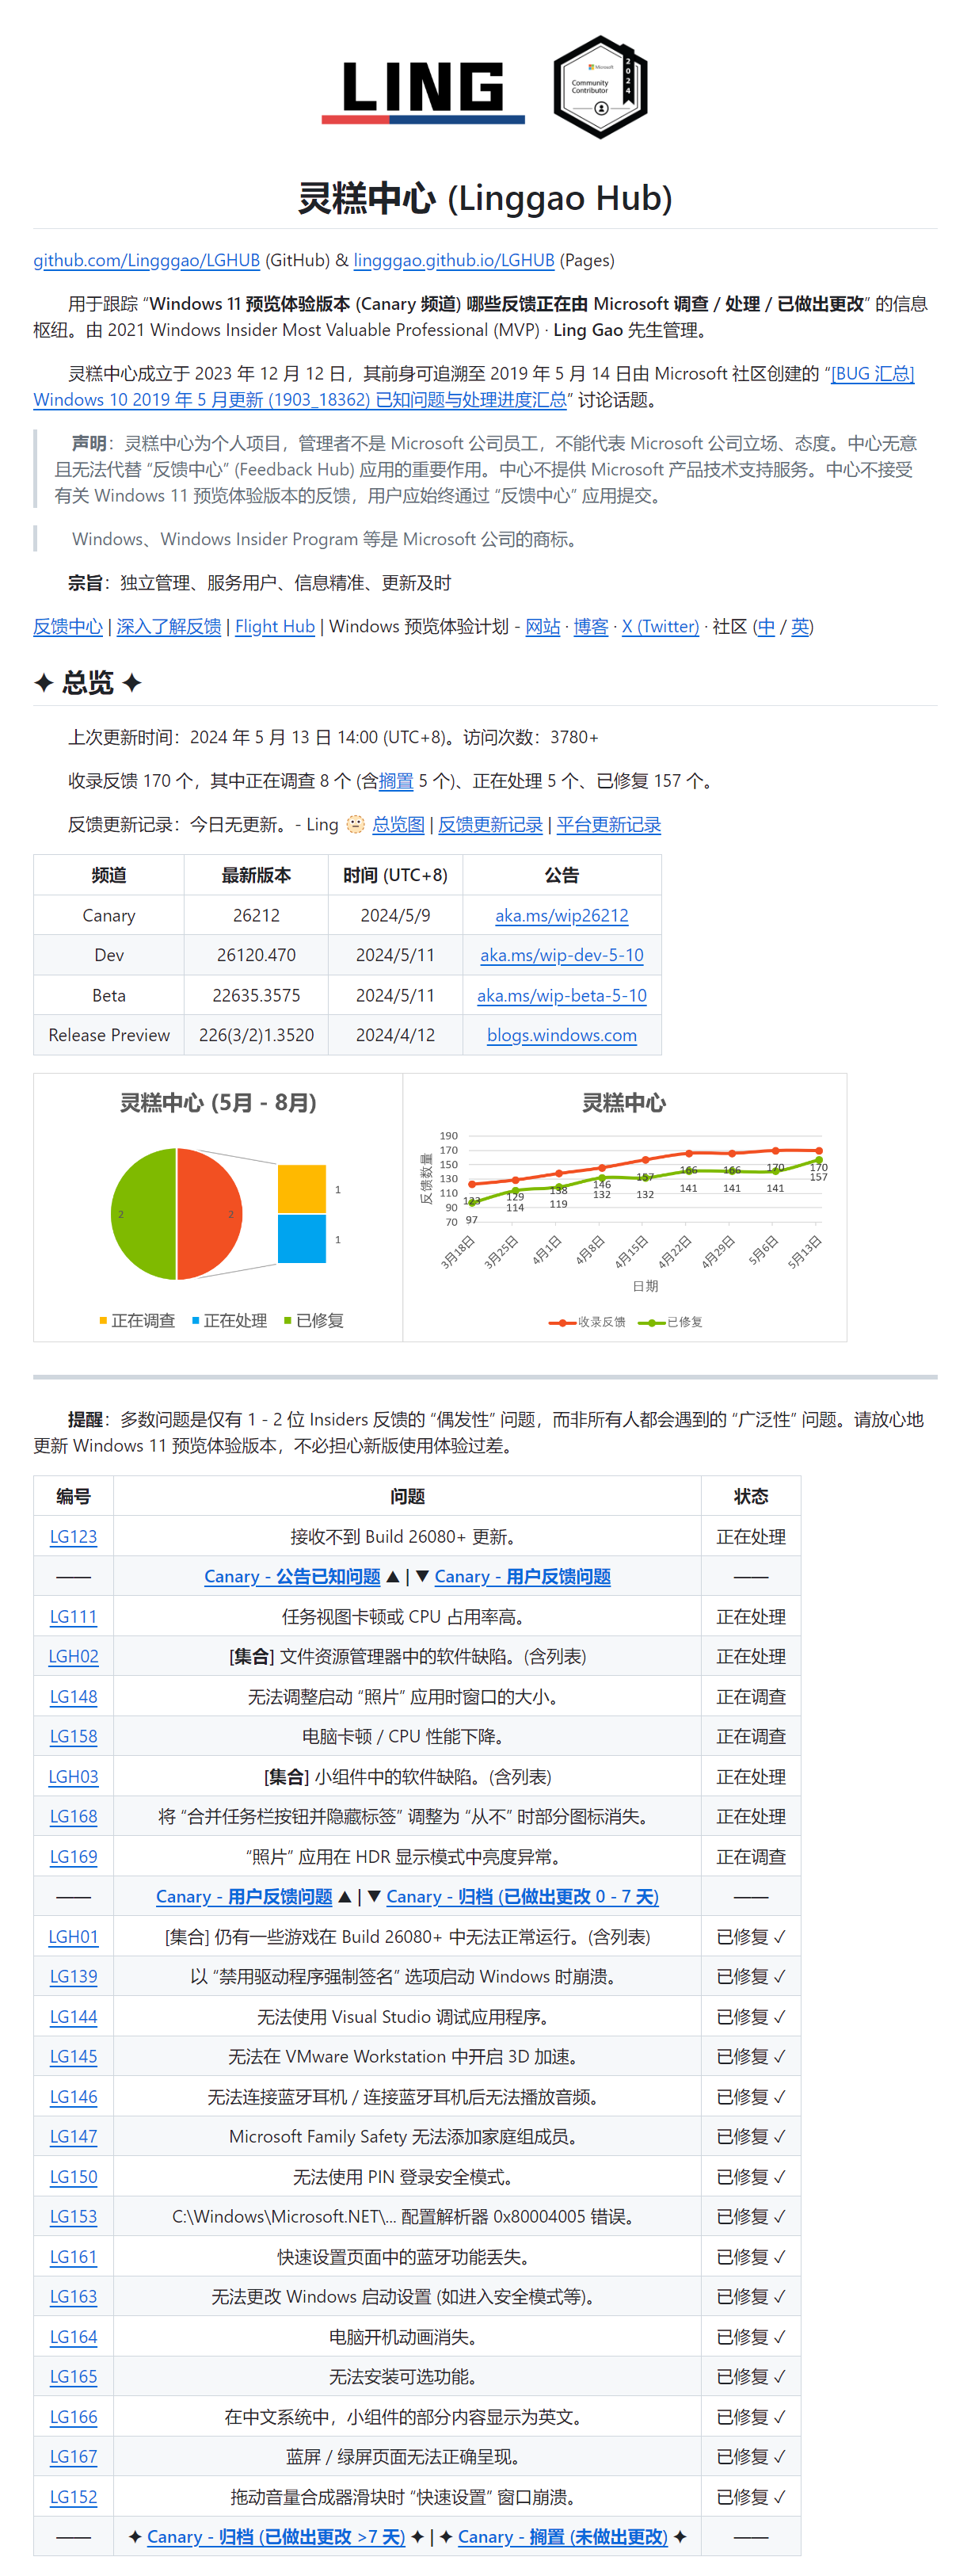 LING
Microsoft
Community
Contributor
2024
灵糕中心 (Linggao Hub)
github.com/Lingggao/LGHUB (GitHub) & lingggao.github.io/LGHUB (Pages)
用于跟踪 “Windows 11 预览体验版本 (Canary 频道) 哪些反馈正在由 Microsoft 调查 / 处理 / 已做出更改” 的信息
枢纽。由 2021 Windows Insider Most Valuable Professional (MVP) · Ling Gao 先生管理。
灵糕中心成立于 2023 年 12 月 12 日，其前身可追溯至 2019 年 5 月 14 日由 Microsoft 社区创建的 “[BUG 汇总]
Windows 10 2019 年 5 月更新 (1903_18362) 已知问题与处理进度汇总” 讨论话题。
声明：灵糕中心为个人项目，管理者不是 Microsoft 公司员工，不能代表 Microsoft 公司立场、态度。中心无意
且无法代替 “反馈中心” (Feedback Hub) 应用的重要作用。中心不提供 Microsoft 产品技术支持服务。中心不接受
有关 Windows 11 预览体验版本的反馈，用户应始终通过 “反馈中心” 应用提交。
Windows、Windows Insider Program 等是 Microsoft 公司的商标。
宗旨：独立管理、服务用户、信息精准、更新及时
反馈中心 | 深入了解反馈 | Flight Hub | Windows 预览体验计划 - 网站 · 博客 · X (Twitter) · 社区 (中 / 英)
✦ 总览 ✦
上次更新时间：2024 年 5 月 13 日 14:00 (UTC+8)。访问次数：3780+
收录反馈 170 个，其中正在调查 8 个 (含搁置 5 个)、正在处理 5 个、已修复 157 个。
反馈更新记录：今日无更新。- Ling 🫥 总览图 | 反馈更新记录 | 平台更新记录
频道 最新版本 时间 (UTC+8) 公告
Canary 26212 2024/5/9 aka.ms/wip26212
Dev 26120.470 2024/5/11 aka.ms/wip-dev-5-10
Beta 22635.3575 2024/5/11 aka.ms/wip-beta-5-10
Release Preview 226(3/2)1.3520 2024/4/12 blogs.windows.com
灵糕中心 (5月 - 8月)
2 2 1
1
正在调查 正在处理 已修复
灵糕中心
反馈数量
190
170
150
130
110
90
70
123 129 138 146 157 166 166 170 170
97 114 119 132 132 141 141 141 157
3月18日 3月25日 4月1日 4月8日 4月15日 4月22日 4月29日 5月6日 5月13日
日期
收录反馈 已修复
提醒：多数问题是仅有 1 - 2 位 Insiders 反馈的 “偶发性” 问题，而非所有人都会遇到的 “广泛性” 问题。请放心地
更新 Windows 11 预览体验版本，不必担心新版使用体验过差。
编号 问题 状态
LG123 接收不到 Build 26080+ 更新。 正在处理
—— Canary - 公告已知问题 ▲ | ▼ Canary - 用户反馈问题 ——
LG111 任务视图卡顿或 CPU 占用率高。 正在处理
LGH02 [集合] 文件资源管理器中的软件缺陷。(含列表) 正在处理
LG148 无法调整启动 “照片” 应用时窗口的大小。 正在调查
LG158 电脑卡顿 / CPU 性能下降。 正在调查
LGH03 [集合] 小组件中的软件缺陷。(含列表) 正在处理
LG168 将 “合并任务栏按钮并隐藏标签” 调整为 “从不” 时部分图标消失。 正在处理
LG169 “照片” 应用在 HDR 显示模式中亮度异常。 正在调查
—— Canary - 用户反馈问题 ▲ | ▼ Canary - 归档 (已做出更改 0 - 7 天) ——
LGH01 [集合] 仍有一些游戏在 Build 26080+ 中无法正常运行。(含列表) 已修复 ✓
LG139 以 “禁用驱动程序强制签名” 选项启动 Windows 时崩溃。 已修复 ✓
LG144 无法使用 Visual Studio 调试应用程序。 已修复 ✓
LG145 无法在 VMware Workstation 中开启 3D 加速。 已修复 ✓
LG146 无法连接蓝牙耳机 / 连接蓝牙耳机后无法播放音频。 已修复 ✓
LG147 Microsoft Family Safety 无法添加家庭组成员。 已修复 ✓
LG150 无法使用 PIN 登录安全模式。 已修复 ✓
LG153 C:\Windows\Microsoft.NET\... 配置解析器 0x80004005 错误。 已修复 ✓
LG161 快速设置页面中的蓝牙功能丢失。 已修复 ✓
LG163 无法更改 Windows 启动设置 (如进入安全模式等)。 已修复 ✓
LG164 电脑开机动画消失。 已修复 ✓
LG165 无法安装可选功能。 已修复 ✓
LG166 在中文系统中，小组件的部分内容显示为英文。 已修复 ✓
LG167 蓝屏 / 绿屏页面无法正确呈现。 已修复 ✓
LG152 拖动音量合成器滑块时 “快速设置” 窗口崩溃。 已修复 ✓
—— ✦ Canary - 归档 (已做出更改 >7 天) ✦ | ✦ Canary - 搁置 (未做出更改) ✦ ——